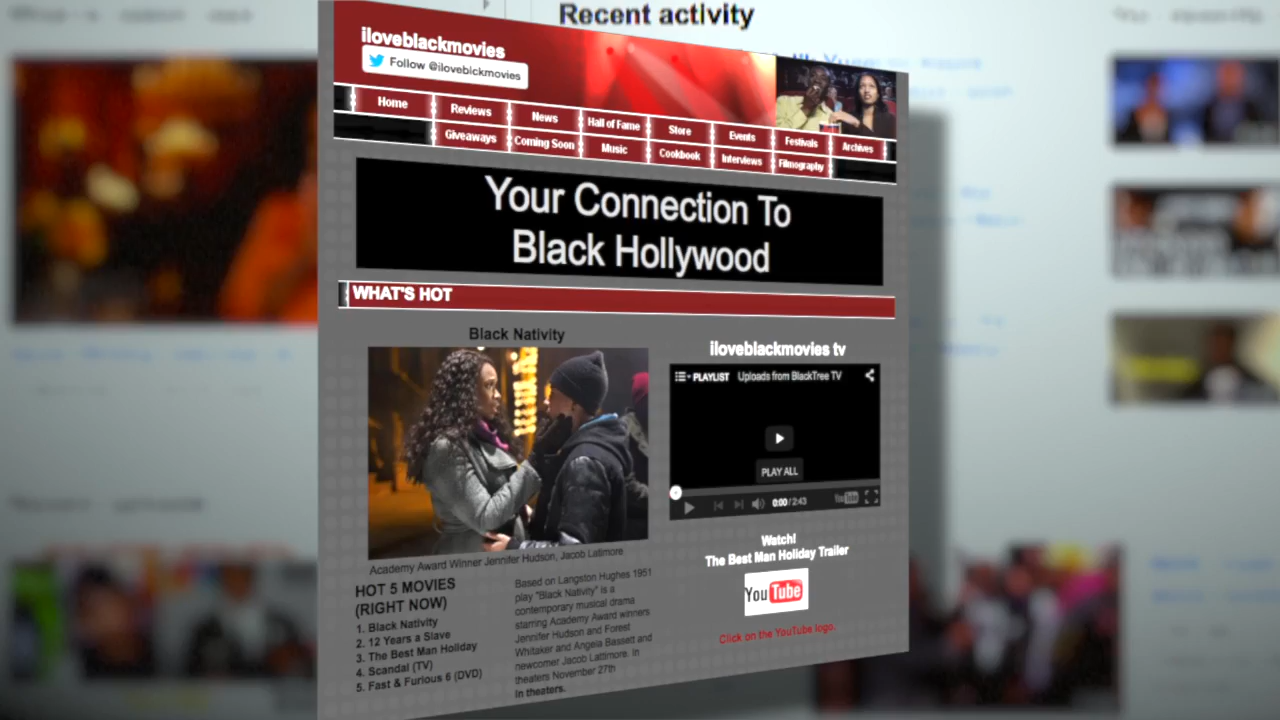 Recent activity
iloveblackmovies
Follow @iloveblckmovies
Home
Reviews
News
Hall of Fame
Store
Events
Festivals
Archives
Giveaways
Coming Soon
Music
Cookbook
Interviews
Filmography
Your Connection To
Black Hollywood
WHAT'S HOT
Black Nativity
Academy Award Winner Jennifer Hudson, Jacob Latimore
HOT 5 MOVIES
(RIGHT NOW)
1. Black Nativity
2. 12 Years a Slave
3. The Best Man Holiday
4. Scandal (TV)
5. Fast & Furious 6 (DVD)
Based on Langston Hughes 1951
play "Black Nativity" is a
contemporary musical drama
starring Academy Award winners
Jennifer Hudson and Forest
Whitaker and Angela Bassett and
newcomer Jacob Lattimore. In
theaters November 27th
In theaters.
iloveblackmovies tv
PLAYLIST Uploads from BlackTree TV
PLAY ALL
0:00 / 2:43 YouTube
Watch!
The Best Man Holiday Trailer
YouTube
Click on the YouTube logo.